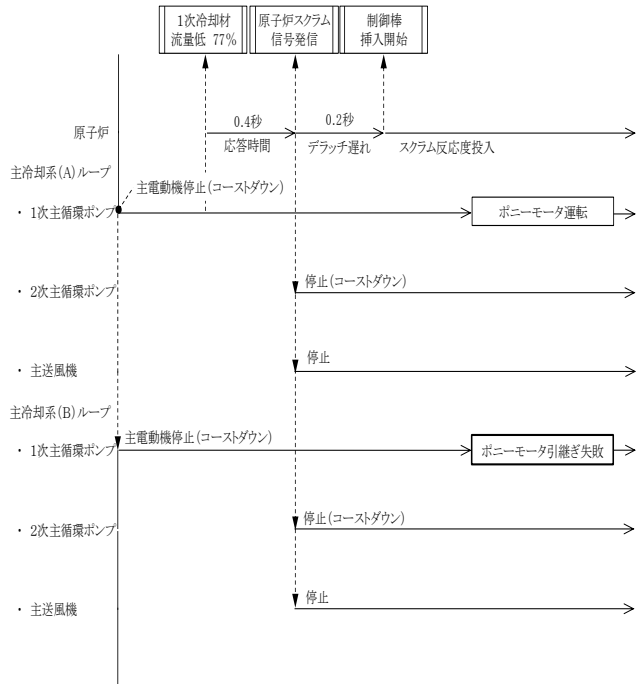 1次冷却材
流量低 77%
原子炉スクラム
信号発信
制御棒
挿入開始
0.4秒
0.2秒
原子炉
応答時間
デラッチ遅れ
スクラム反応度投入
主冷却系(A)ループ
主電動機停止(コーストダウン)
・ 1次主循環ポンプ
ポニーモータ運転
停止(コーストダウン)
・ 2次主循環ポンプ
停止
・ 主送風機
主冷却系(B)ループ
主電動機停止(コーストダウン)
・ 1次主循環ポンプ
ポニーモータ引継ぎ失敗
停止(コーストダウン)
・ 2次主循環ポンプ
停止
・ 主送風機